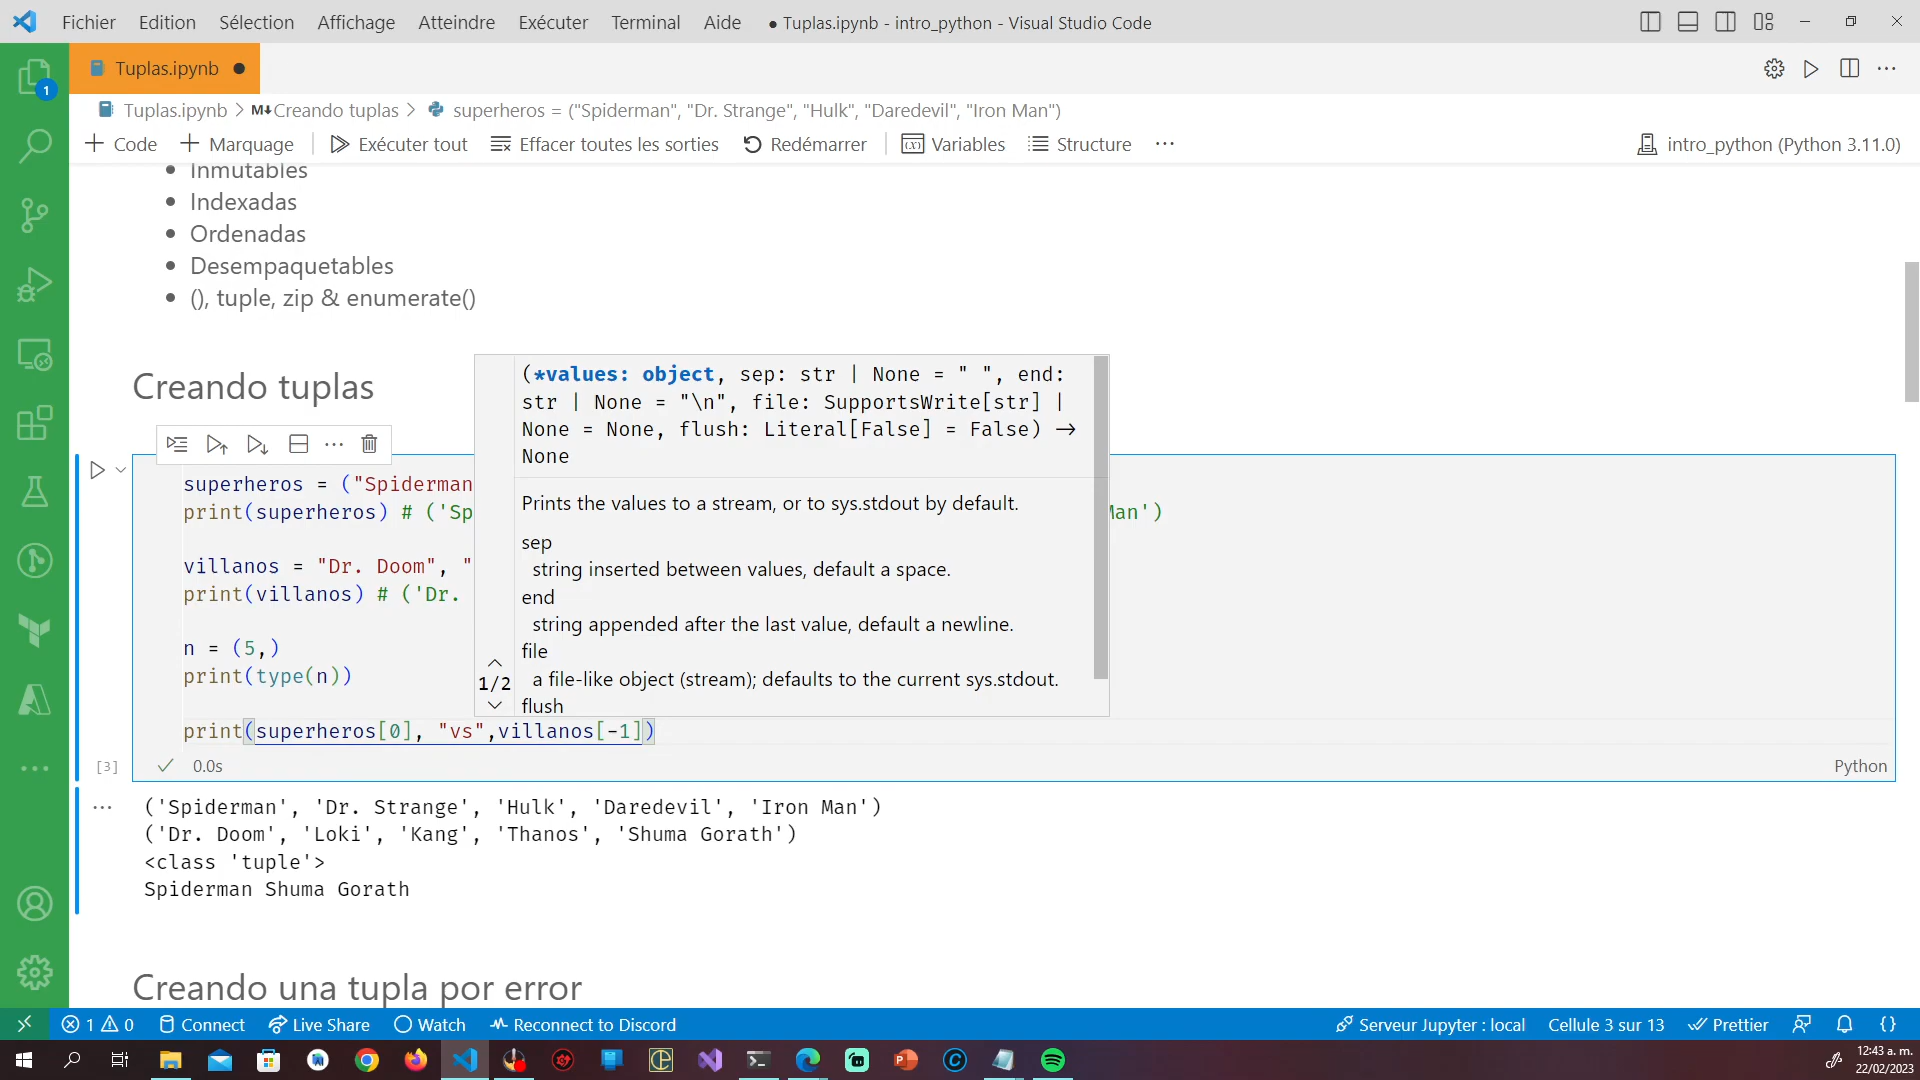 Fichier Edition Sélection Affichage Atteindre Exécuter Terminal Aide ● Tuplas.ipynb - intro_python - Visual Studio Code
1
Tuplas.ipynb ●
Tuplas.ipynb > M↓Creando tuplas > superheros = ("Spiderman", "Dr. Strange", "Hulk", "Daredevil", "Iron Man")
+ Code + Marquage Exécuter tout Effacer toutes les sorties Redémarrer Variables Structure ··· intro_python (Python 3.11.0)
• Inmutables
• Indexadas
• Ordenadas
• Desempaquetables
• (), tuple, zip & enumerate()
Creando tuplas
(*values: object, sep: str | None = " ", end:
str | None = "\n", file: SupportsWrite[str] |
None = None, flush: Literal[False] = False) →
None
Prints the values to a stream, or to sys.stdout by default.
sep
string inserted between values, default a space.
end
string appended after the last value, default a newline.
file
a file-like object (stream); defaults to the current sys.stdout.
flush
1/2
superheros = ("Spiderman
print(superheros) # ('Sp Man')
villanos = "Dr. Doom", "
print(villanos) # ('Dr.
n = (5,)
print(type(n))
print(superheros[0], "vs",villanos[-1])
[3] 0.0s Python
('Spiderman', 'Dr. Strange', 'Hulk', 'Daredevil', 'Iron Man')
('Dr. Doom', 'Loki', 'Kang', 'Thanos', 'Shuma Gorath')
<class 'tuple'>
Spiderman Shuma Gorath
Creando una tupla por error
1 0 Connect Live Share Watch Reconnect to Discord Serveur Jupyter : local Cellule 3 sur 13 Prettier {}
12:43 a. m.
22/02/2023